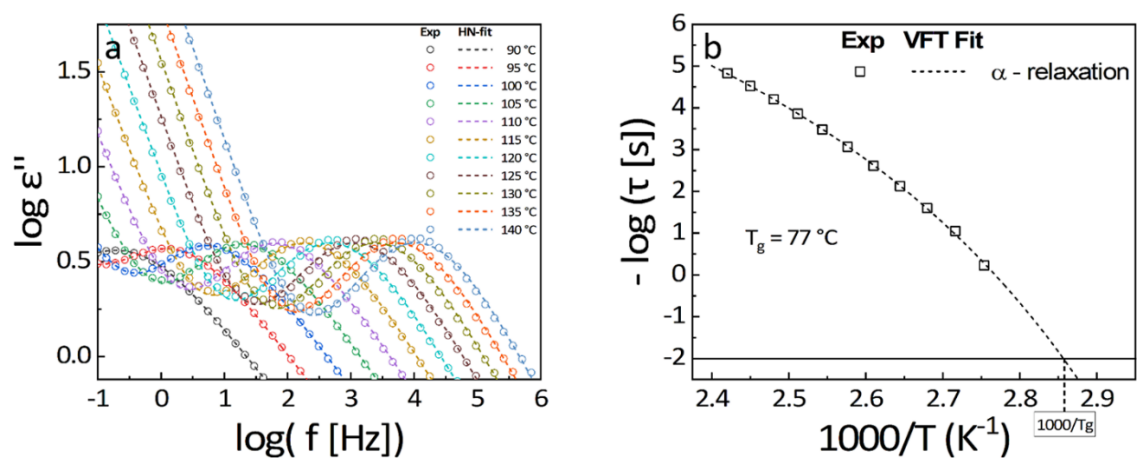 a
Exp HN-fit
90 °C
95 °C
100 °C
105 °C
110 °C
115 °C
120 °C
125 °C
130 °C
135 °C
140 °C
1.5
1.0
0.5
0.0
log ε''
-1 0 1 2 3 4 5 6
log( f [Hz])
b
Exp VFT Fit
α - relaxation
6
5
4
3
2
1
0
-1
-2
- log (τ [s])
Tg = 77 °C
2.4 2.5 2.6 2.7 2.8 2.9
1000/Tg
1000/T (K⁻¹)